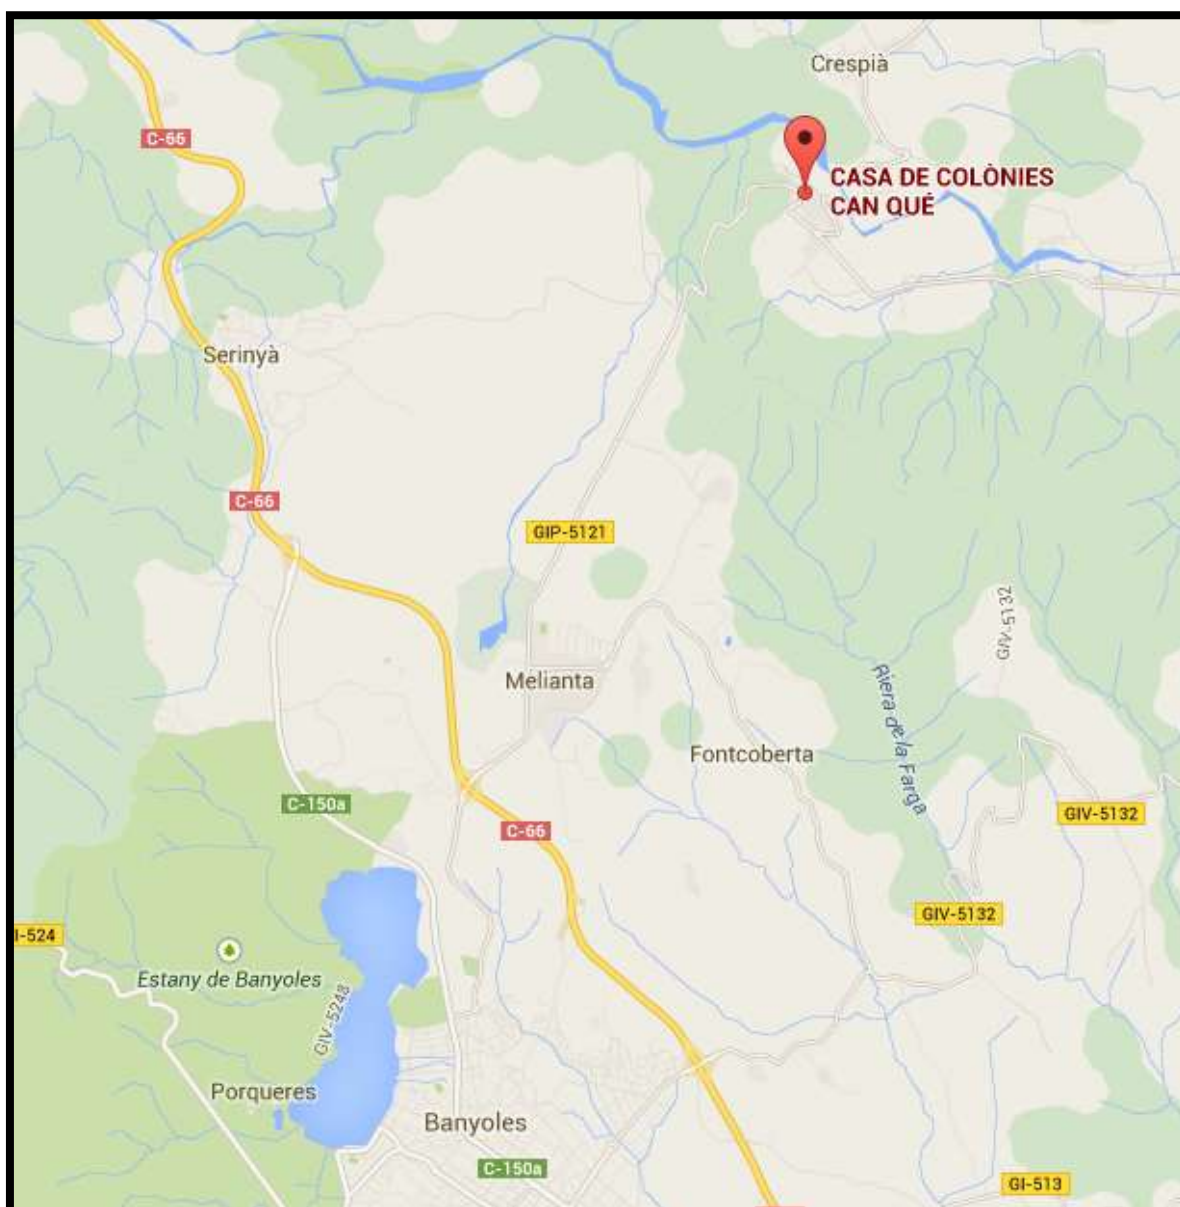 Crespià
C-66
CASA DE COLÒNIES
CAN QUÉ
Serinyà
C-66
GIP-5121
GIV-5132
Melianta
Riera de la Farga
Fontcoberta
C-150a
GIV-5132
C-66
GIV-5132
I-524
Estany de Banyoles
GIV-5248
Porqueres
Banyoles
C-150a
GI-513